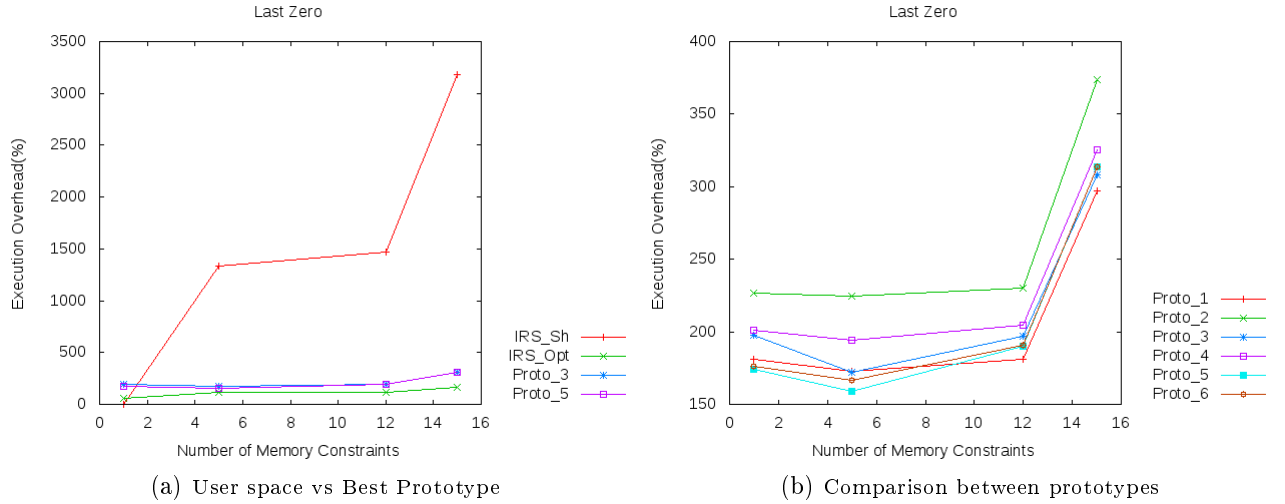 Last Zero
3500
3000
2500
2000
1500
1000
500
0
Execution Overhead(%)
0 2 4 6 8 10 12 14 16
Number of Memory Constraints
IRS_Sh
IRS_Opt
Proto_3
Proto_5
(a) User space vs Best Prototype
Last Zero
400
350
300
250
200
150
Execution Overhead(%)
0 2 4 6 8 10 12 14 16
Number of Memory Constraints
Proto_1
Proto_2
Proto_3
Proto_4
Proto_5
Proto_6
(b) Comparison between prototypes